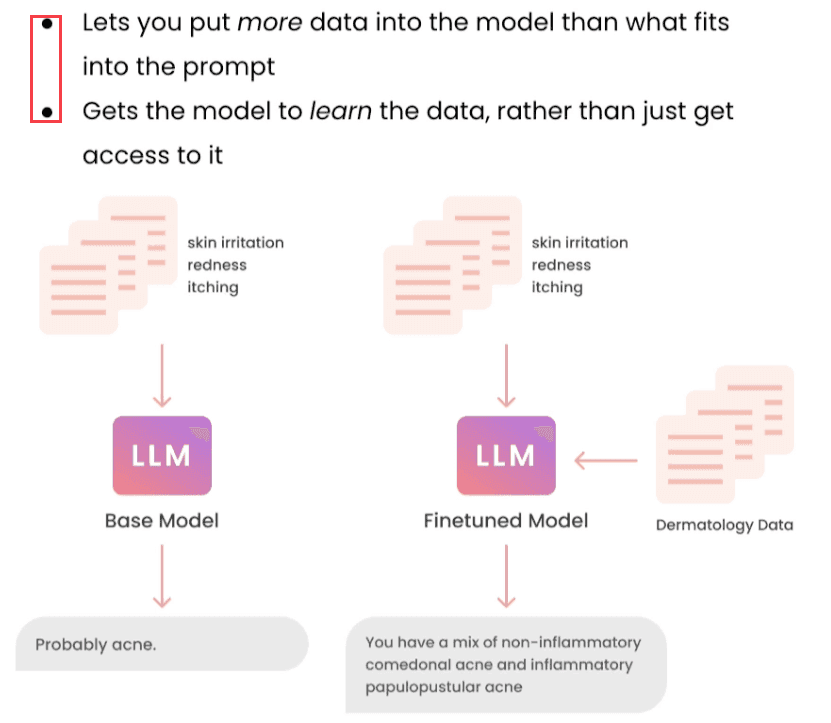 • Lets you put more data into the model than what fits
into the prompt
• Gets the model to learn the data, rather than just get
access to it
skin irritation
redness
itching
LLM
Base Model
Probably acne.
skin irritation
redness
itching
LLM
Finetuned Model
Dermatology Data
You have a mix of non-inflammatory
comedonal acne and inflammatory
papulopustular acne